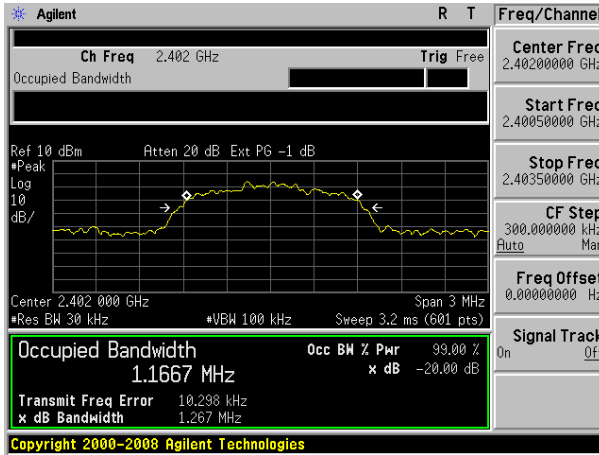 Agilent R T
Freq/Channel
Ch Freq 2.402 GHz Trig Free
Occupied Bandwidth
Center Freq
2.40200000 GHz
Start Freq
2.40050000 GHz
Stop Freq
2.40350000 GHz
CF Step
300.000000 kHz
Auto Man
Freq Offset
0.00000000 Hz
Signal Track
On Off
Ref 10 dBm Atten 20 dB Ext PG -1 dB
#Peak
Log
10
dB/
Center 2.402 000 GHz Span 3 MHz
#Res BW 30 kHz #VBW 100 kHz Sweep 3.2 ms (601 pts)
Occupied Bandwidth Occ BW % Pwr 99.00 %
1.1667 MHz x dB -20.00 dB
Transmit Freq Error 10.298 kHz
x dB Bandwidth 1.267 MHz
Copyright 2000-2008 Agilent Technologies